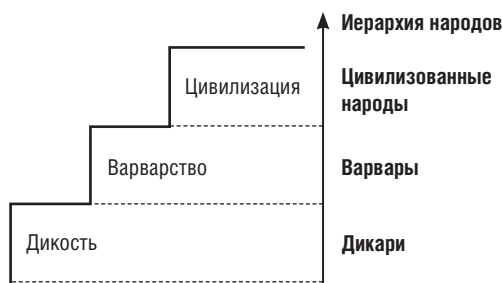 Иерархия народов
Цивилизация
Цивилизованные
народы
Варварство
Варвары
Дикость
Дикари